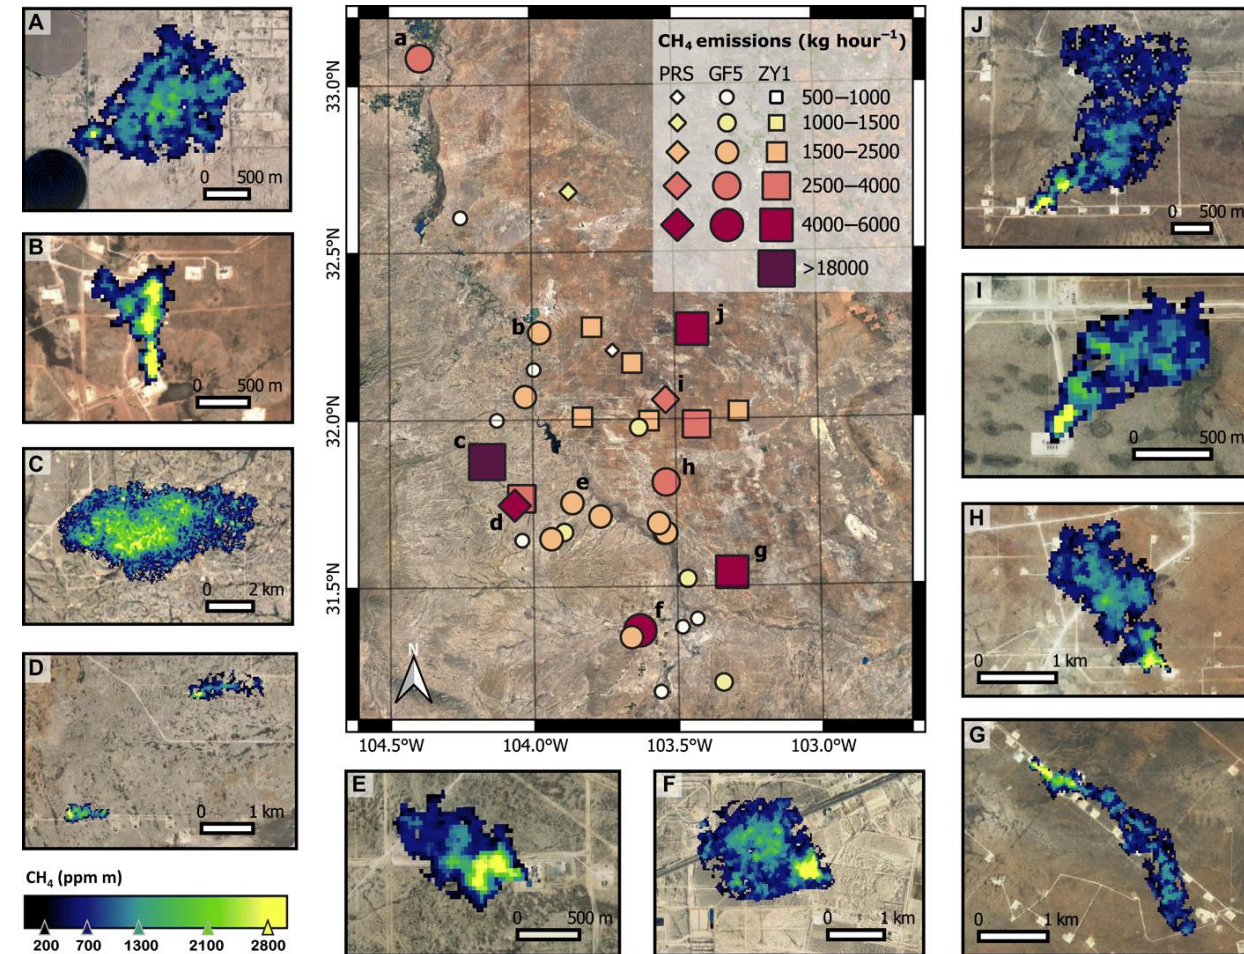 A
0 500 m
B
0 500 m
C
0 2 km
D
0 1 km
CH₄ (ppm m)
200 700 1300 2100 2800
CH₄ emissions (kg hour⁻¹)
PRS GF5 ZY1
500−1000
1000−1500
1500−2500
2500−4000
4000−6000
>18000
a
b
j
i
c
h
e
d
g
f
N
33.0°N
32.5°N
32.0°N
31.5°N
104.5°W 104.0°W 103.5°W 103.0°W
E
0 500 m
F
0 1 km
J
0 500 m
I
0 500 m
H
0 1 km
G
0 1 km